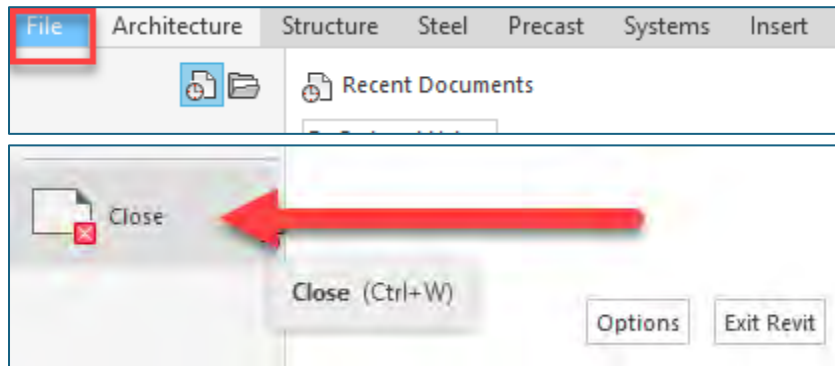 File Architecture Structure Steel Precast Systems Insert
Recent Documents
Close
Close (Ctrl+W)
Options Exit Revit